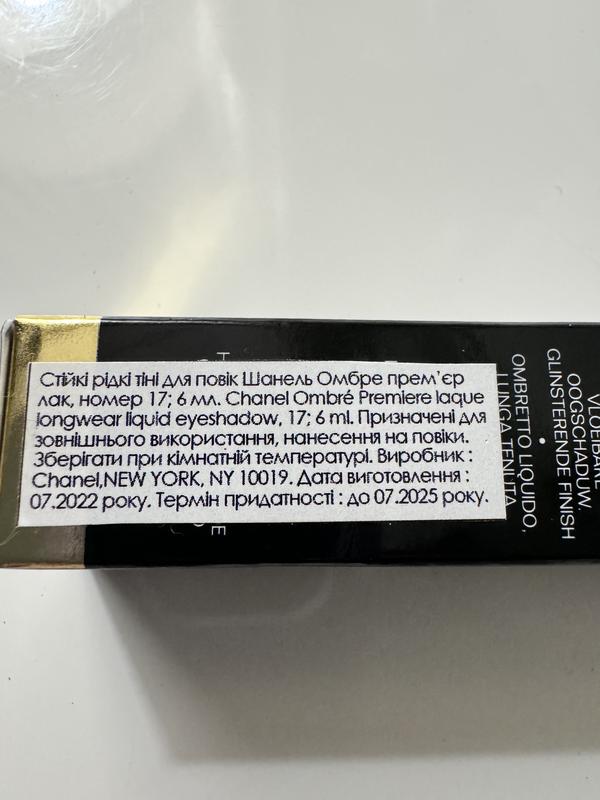 Стійкі рідкі тіні для повік Шанель Омбре прем'єр
лак, номер 17; 6 мл. Chanel Ombré Premiere laque
longwear liquid eyeshadow, 17; 6 ml. Призначені для
зовнішнього використання, нанесення на повіки.
Зберігати при кімнатній температурі. Виробник :
Chanel,NEW YORK, NY 10019. Дата виготовлення :
07.2022 року. Термін придатності : до 07.2025 року.
VLOEIBARE
OOGSCHADUW,
GLINSTERENDE FINISH
•
OMBRETTO LIQUIDO,
LUNGA TENUTA